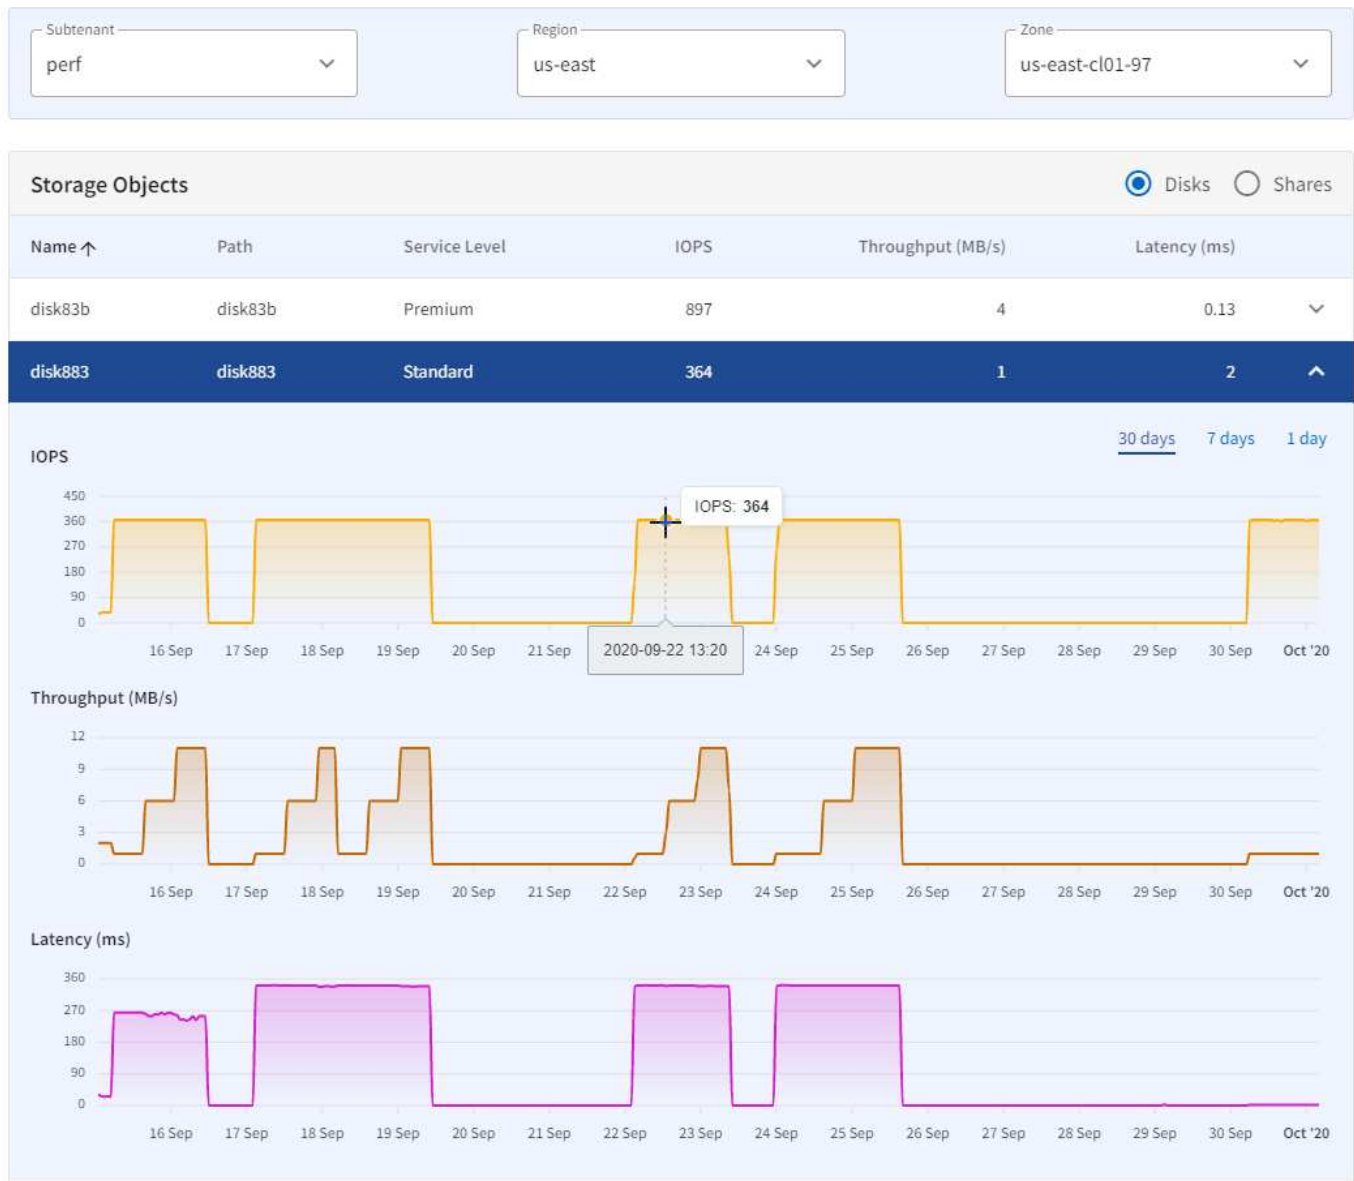 Subtenant Region Zone
perf us-east us-east-cl01-97
Storage Objects Disks Shares
Name Path Service Level IOPS Throughput (MB/s) Latency (ms)
disk83b disk83b Premium 897 4 0.13
disk883 disk883 Standard 364 1 2
30 days 7 days 1 day
IOPS
450
360
270
180
90
0
IOPS: 364
2020-09-22 13:20
16 Sep 17 Sep 18 Sep 19 Sep 20 Sep 21 Sep 24 Sep 25 Sep 26 Sep 27 Sep 28 Sep 29 Sep 30 Sep Oct '20
Throughput (MB/s)
12
9
6
3
0
16 Sep 17 Sep 18 Sep 19 Sep 20 Sep 21 Sep 22 Sep 23 Sep 24 Sep 25 Sep 26 Sep 27 Sep 28 Sep 29 Sep 30 Sep Oct '20
Latency (ms)
360
270
180
90
0
16 Sep 17 Sep 18 Sep 19 Sep 20 Sep 21 Sep 22 Sep 23 Sep 24 Sep 25 Sep 26 Sep 27 Sep 28 Sep 29 Sep 30 Sep Oct '20